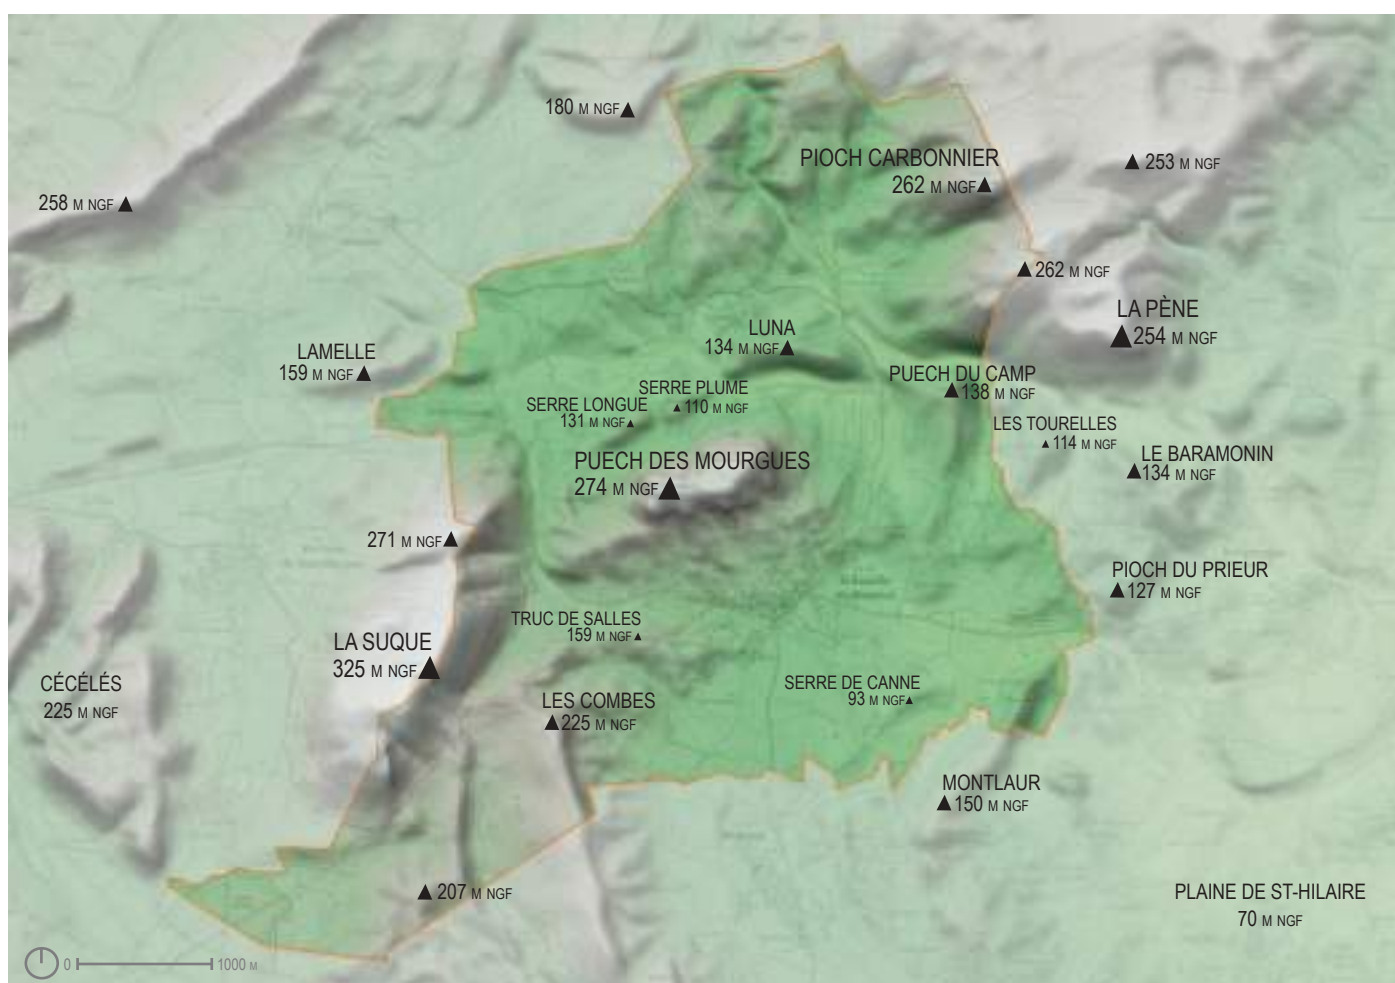 180 M NGF
PIOCH CARBONNIER
262 M NGF
253 M NGF
258 M NGF
262 M NGF
LA PÈNE
254 M NGF
LUNA
134 M NGF
LAMELLE
159 M NGF
PUECH DU CAMP
138 M NGF
SERRE PLUME
110 M NGF
SERRE LONGUE
131 M NGF
LES TOURELLES
114 M NGF
LE BARAMONIN
134 M NGF
PUECH DES MOURGUES
274 M NGF
271 M NGF
PIOCH DU PRIEUR
127 M NGF
TRUC DE SALLES
159 M NGF
LA SUQUE
325 M NGF
CÉCÉLÉS
225 M NGF
SERRE DE CANNE
93 M NGF
LES COMBES
225 M NGF
MONTLAUR
150 M NGF
207 M NGF
PLAINE DE ST-HILAIRE
70 M NGF
0 1000 M